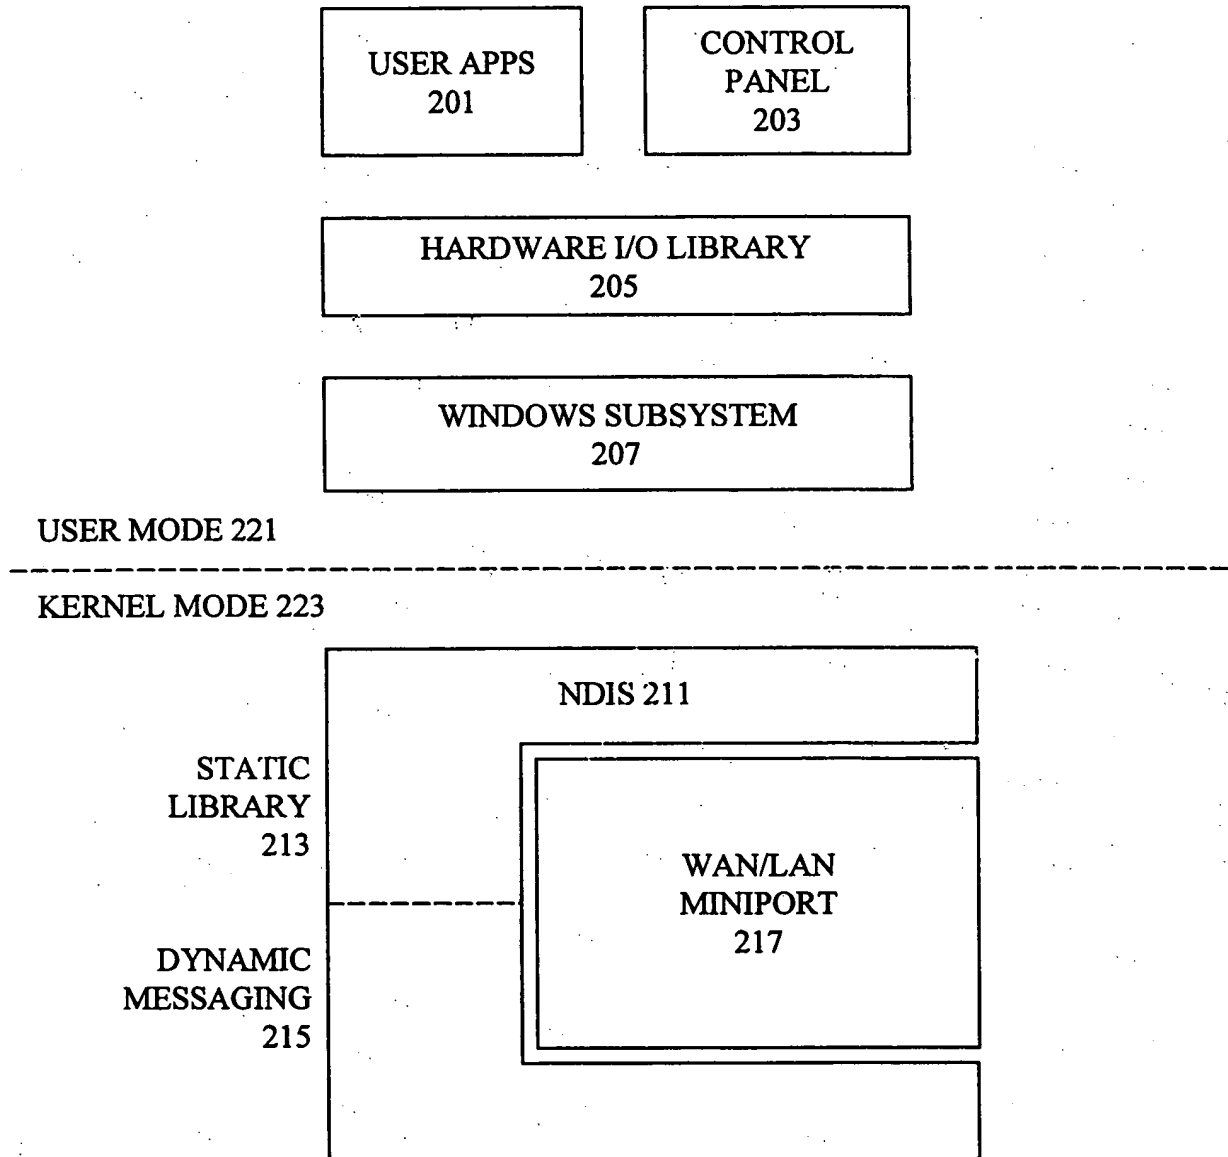 USER APPS
201
CONTROL
PANEL
203
HARDWARE I/O LIBRARY
205
WINDOWS SUBSYSTEM
207
USER MODE 221
KERNEL MODE 223
NDIS 211
STATIC
LIBRARY
213
WAN/LAN
MINIPORT
217
DYNAMIC
MESSAGING
215